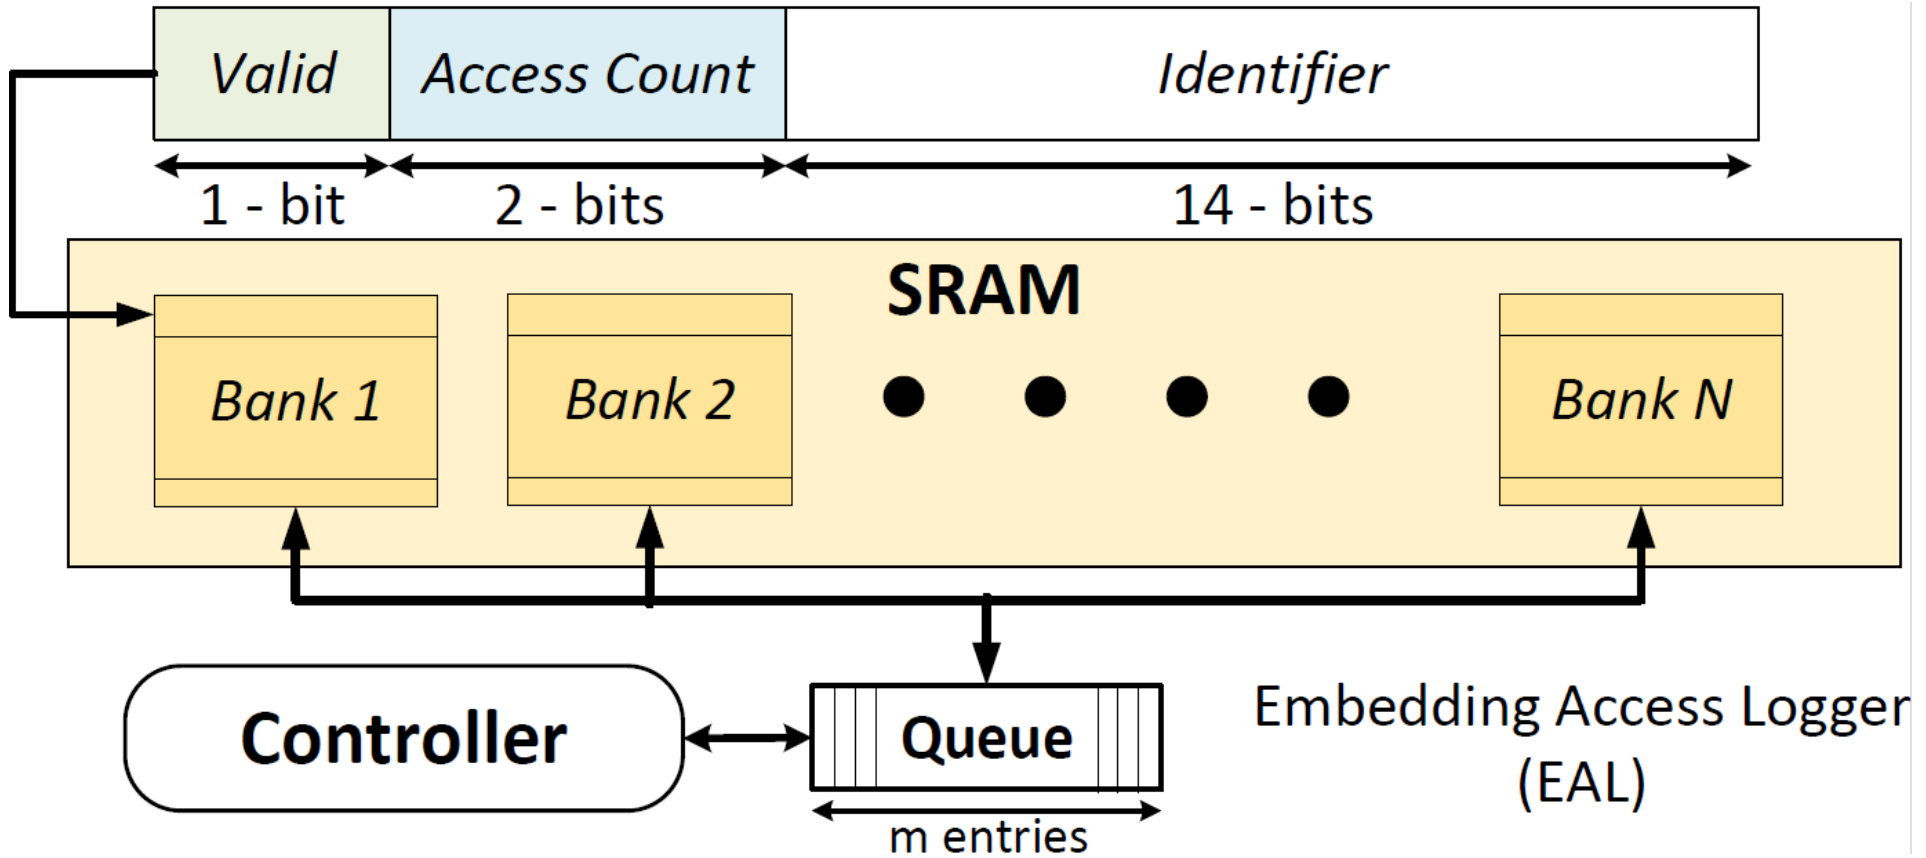 Valid Access Count Identifier
1 - bit 2 - bits 14 - bits
SRAM
Bank 1 Bank 2 Bank N
Controller Queue
m entries
Embedding Access Logger
(EAL)